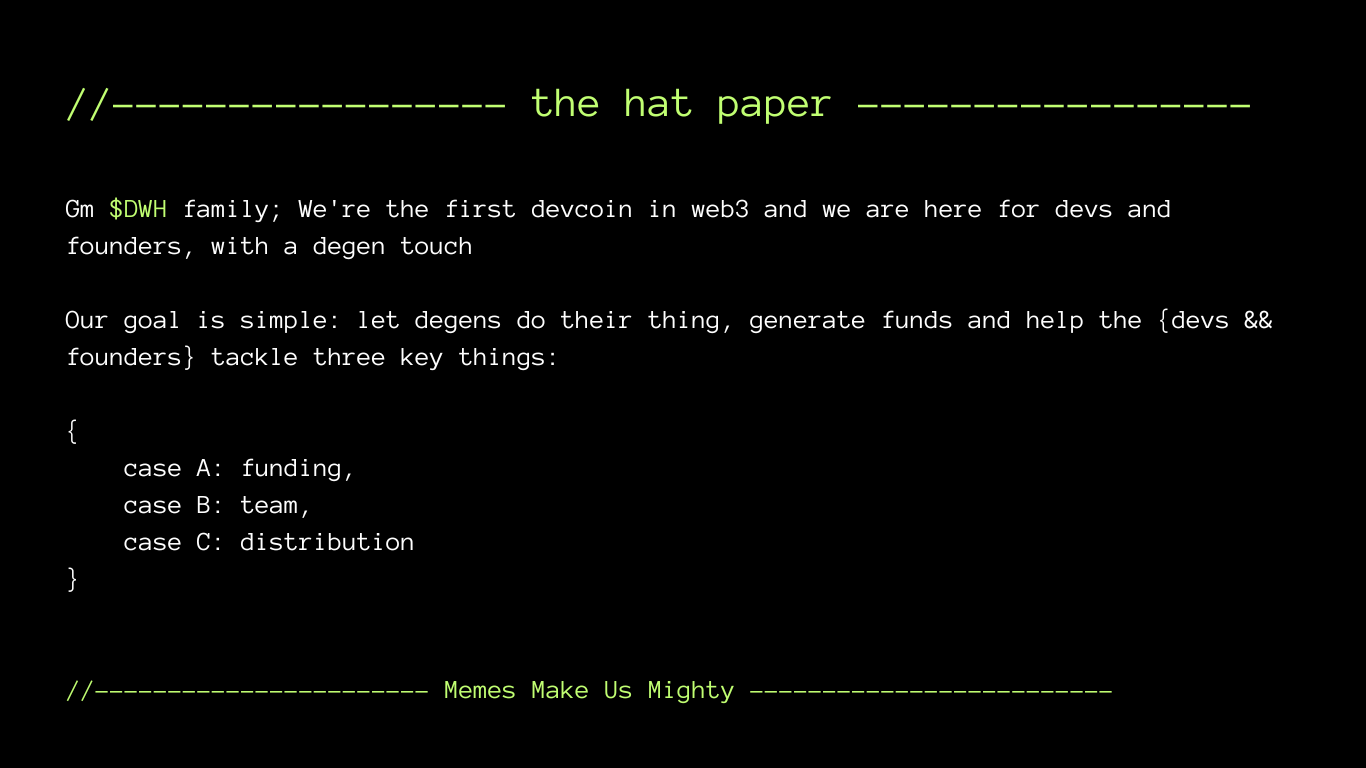 //----------------- the hat paper -----------------
Gm $DWH family; We're the first devcoin in web3 and we are here for devs and
founders, with a degen touch
Our goal is simple: let degens do their thing, generate funds and help the {devs &&
founders} tackle three key things:
{
    case A: funding,
    case B: team,
    case C: distribution
}
//----------------------- Memes Make Us Mighty -------------------------